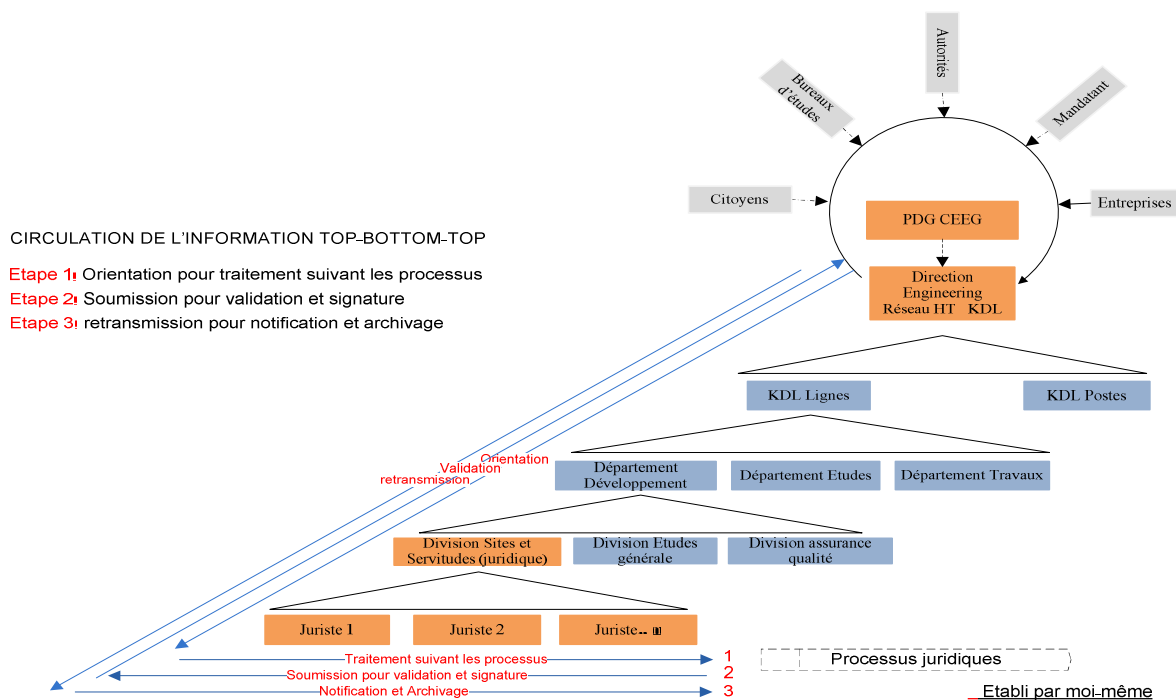 Autorités
Bureaux
d'études
Mandatant
Citoyens
Entreprises
PDG CEEG
CIRCULATION DE L'INFORMATION TOP-BOTTOM-TOP
Etape 1: Orientation pour traitement suivant les processus
Etape 2: Soumission pour validation et signature
Etape 3: retransmission pour notification et archivage
Direction
Engineering
Réseau HT KDL
KDL Lignes
KDL Postes
Orientation
Validation
retransmission
Département
Développement
Département Etudes
Département Travaux
Division Sites et
Servitudes (juridique)
Division Etudes
générale
Division assurance
qualité
Juriste 1
Juriste 2
Juriste..
Traitement suivant les processus
1
Soumission pour validation et signature
2
Notification et Archivage
3
Processus juridiques
Etabli par moi-même